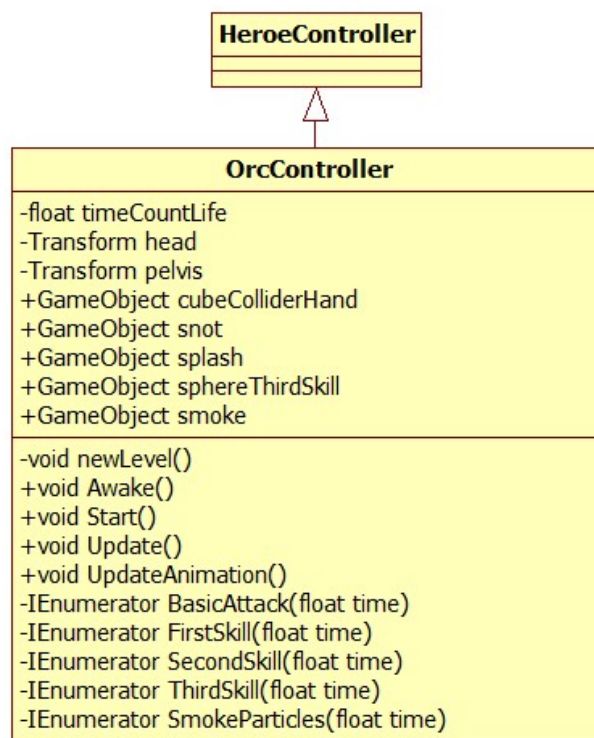 HeroeController
OrcController
-float timeCountLife
-Transform head
-Transform pelvis
+GameObject cubeColliderHand
+GameObject snot
+GameObject splash
+GameObject sphereThirdSkill
+GameObject smoke
-void newLevel()
+void Awake()
+void Start()
+void Update()
+void UpdateAnimation()
-IEnumerator BasicAttack(float time)
-IEnumerator FirstSkill(float time)
-IEnumerator SecondSkill(float time)
-IEnumerator ThirdSkill(float time)
-IEnumerator SmokeParticles(float time)